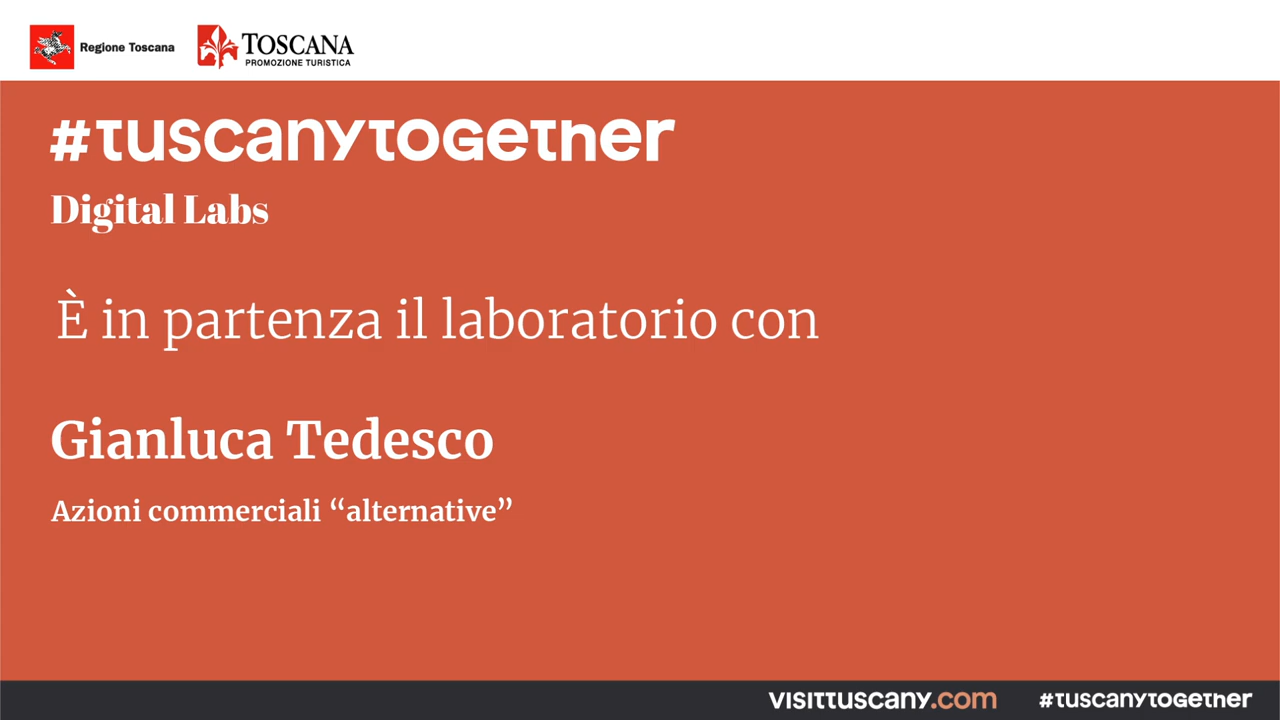 Regione Toscana
TOSCANA
PROMOZIONE TURISTICA
#TUSCANYTOGETHER
Digital Labs
È in partenza il laboratorio con
Gianluca Tedesco
Azioni commerciali “alternative”
VISITTUSCANY.COM
#TUSCANYTOGETHER